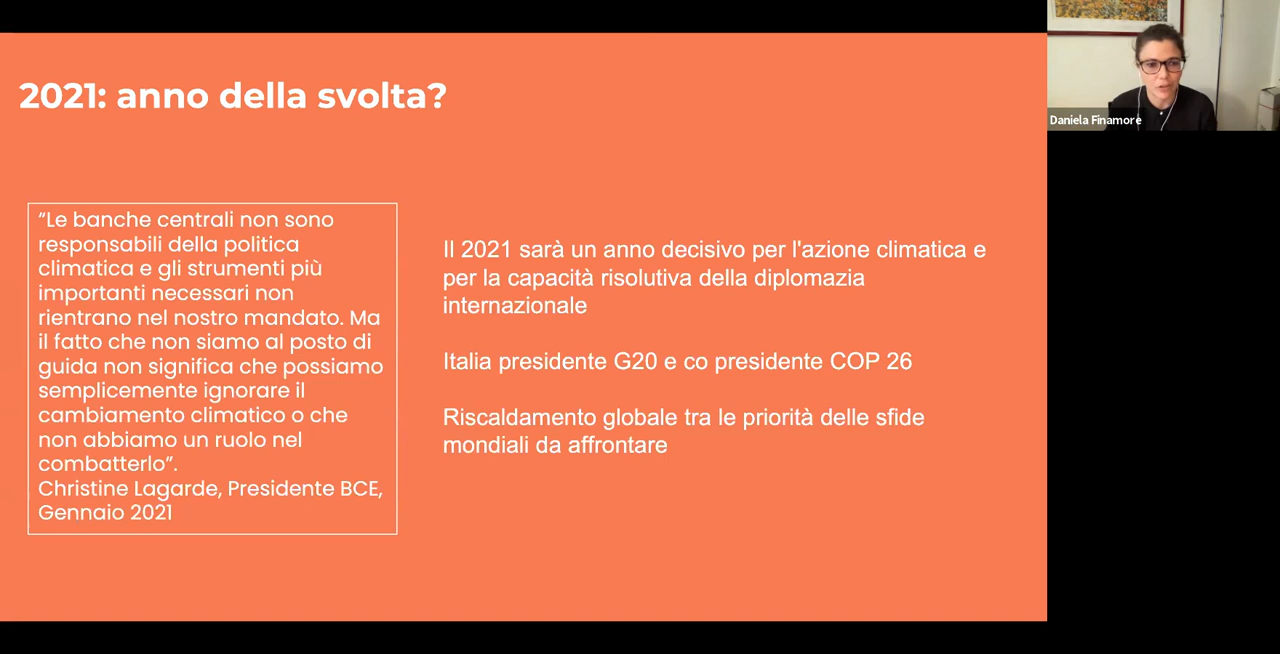 2021: anno della svolta?
“Le banche centrali non sono
responsabili della politica
climatica e gli strumenti più
importanti necessari non
rientrano nel nostro mandato. Ma
il fatto che non siamo al posto di
guida non significa che possiamo
semplicemente ignorare il
cambiamento climatico o che
non abbiamo un ruolo nel
combatterlo”.
Christine Lagarde, Presidente BCE,
Gennaio 2021
Il 2021 sarà un anno decisivo per l'azione climatica e
per la capacità risolutiva della diplomazia
internazionale
Italia presidente G20 e co presidente COP 26
Riscaldamento globale tra le priorità delle sfide
mondiali da affrontare
Daniela Finamore